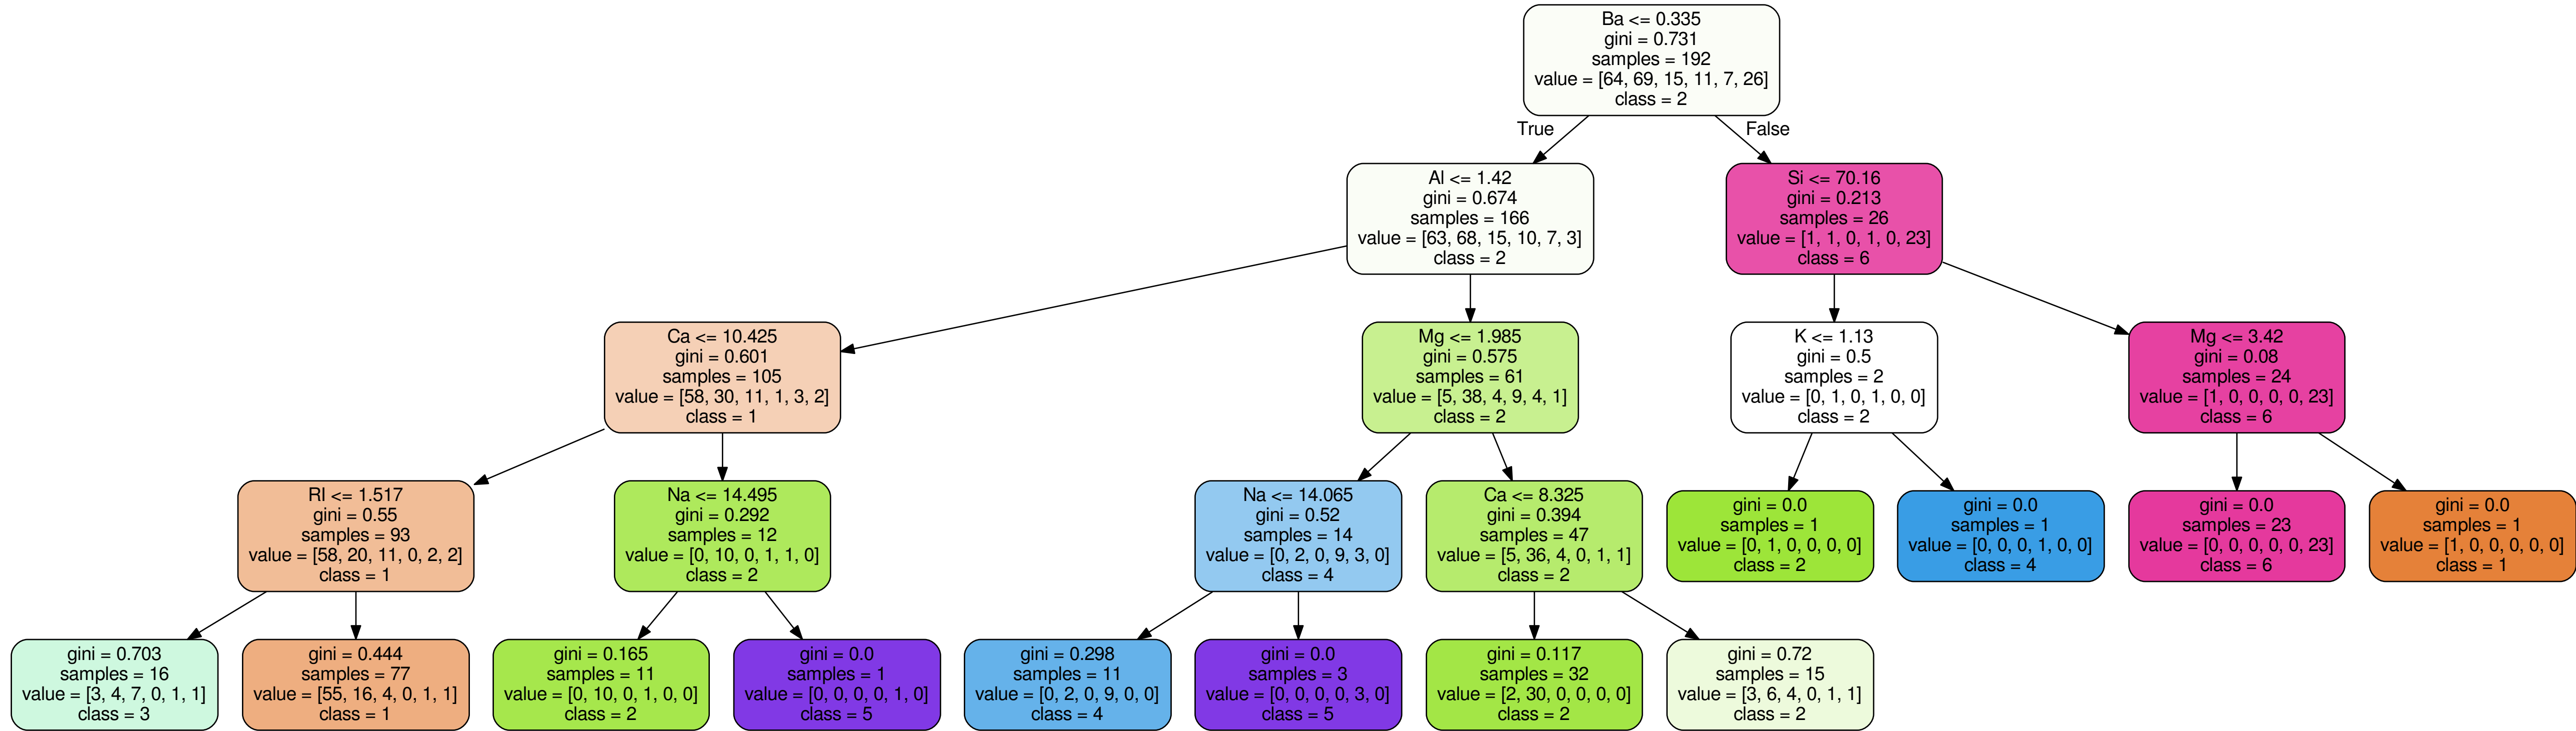 Ba <= 0.335
gini = 0.731
samples = 192
value = [64, 69, 15, 11, 7, 26]
class = 2
True
False
Al <= 1.42
gini = 0.674
samples = 166
value = [63, 68, 15, 10, 7, 3]
class = 2
Si <= 70.16
gini = 0.213
samples = 26
value = [1, 1, 0, 1, 0, 23]
class = 6
Ca <= 10.425
gini = 0.601
samples = 105
value = [58, 30, 11, 1, 3, 2]
class = 1
Mg <= 1.985
gini = 0.575
samples = 61
value = [5, 38, 4, 9, 4, 1]
class = 2
K <= 1.13
gini = 0.5
samples = 2
value = [0, 1, 0, 1, 0, 0]
class = 2
Mg <= 3.42
gini = 0.08
samples = 24
value = [1, 0, 0, 0, 0, 23]
class = 6
RI <= 1.517
gini = 0.55
samples = 93
value = [58, 20, 11, 0, 2, 2]
class = 1
Na <= 14.495
gini = 0.292
samples = 12
value = [0, 10, 0, 1, 1, 0]
class = 2
Na <= 14.065
gini = 0.52
samples = 14
value = [0, 2, 0, 9, 3, 0]
class = 4
Ca <= 8.325
gini = 0.394
samples = 47
value = [5, 36, 4, 0, 1, 1]
class = 2
gini = 0.0
samples = 1
value = [0, 1, 0, 0, 0, 0]
class = 2
gini = 0.0
samples = 1
value = [0, 0, 0, 1, 0, 0]
class = 4
gini = 0.0
samples = 23
value = [0, 0, 0, 0, 0, 23]
class = 6
gini = 0.0
samples = 1
value = [1, 0, 0, 0, 0, 0]
class = 1
gini = 0.703
samples = 16
value = [3, 4, 7, 0, 1, 1]
class = 3
gini = 0.444
samples = 77
value = [55, 16, 4, 0, 1, 1]
class = 1
gini = 0.165
samples = 11
value = [0, 10, 0, 1, 0, 0]
class = 2
gini = 0.0
samples = 1
value = [0, 0, 0, 0, 1, 0]
class = 5
gini = 0.298
samples = 11
value = [0, 2, 0, 9, 0, 0]
class = 4
gini = 0.0
samples = 3
value = [0, 0, 0, 0, 3, 0]
class = 5
gini = 0.117
samples = 32
value = [2, 30, 0, 0, 0, 0]
class = 2
gini = 0.72
samples = 15
value = [3, 6, 4, 0, 1, 1]
class = 2